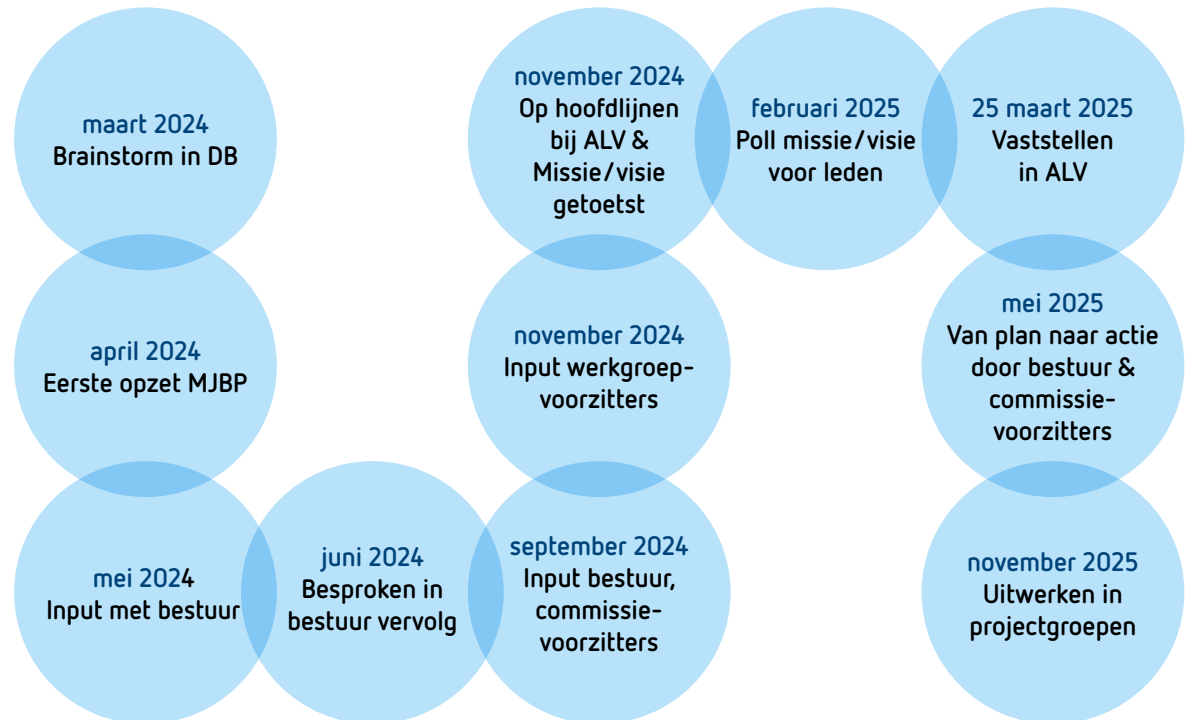 maart 2024
Brainstorm in DB
april 2024
Eerste opzet MJBP
mei 2024
Input met bestuur
juni 2024
Besproken in
bestuur vervolg
september 2024
Input bestuur,
commissie-
voorzitters
november 2024
Input werkgroep-
voorzitters
november 2024
Op hoofdlijnen
bij ALV &
Missie/visie
getoetst
februari 2025
Poll missie/visie
voor leden
25 maart 2025
Vaststellen
in ALV
mei 2025
Van plan naar actie
door bestuur &
commissie-
voorzitters
november 2025
Uitwerken in
projectgroepen